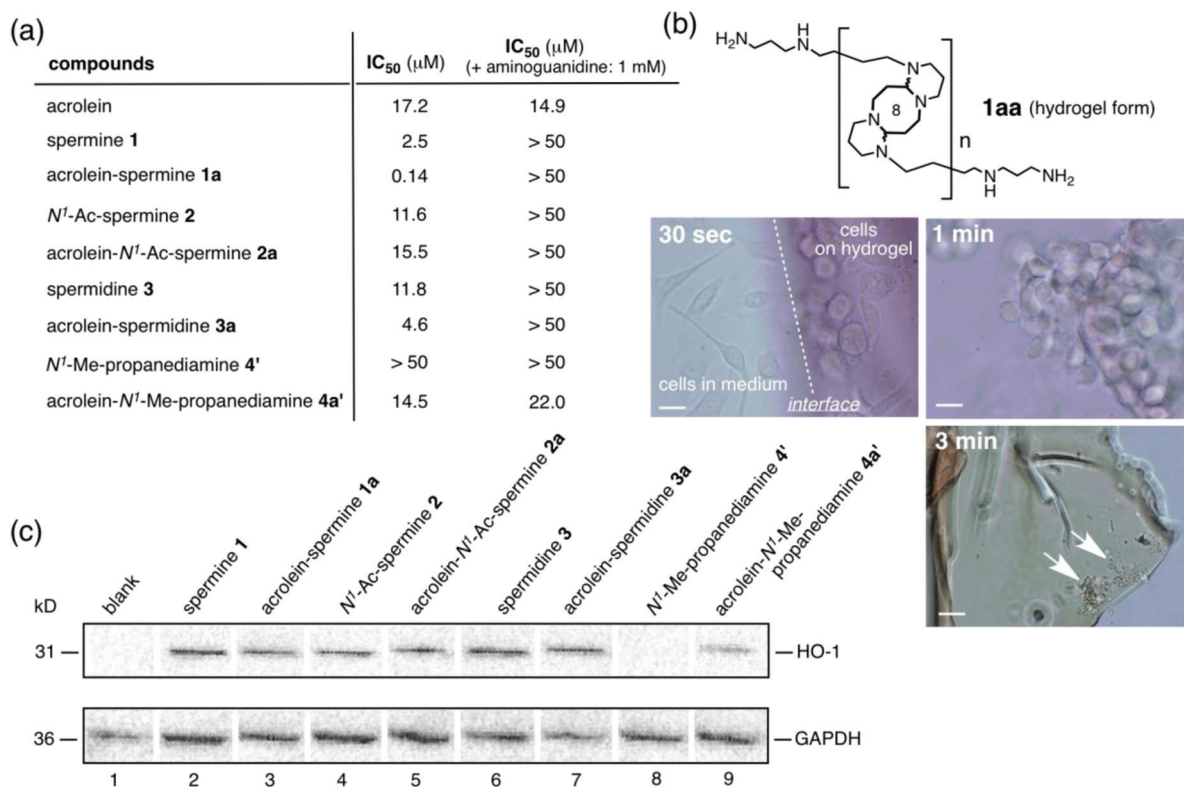 (a)
compounds IC50 (μM) IC50 (μM)
(+ aminoguanidine: 1 mM)
acrolein 17.2 14.9
spermine 1 2.5 > 50
acrolein-spermine 1a 0.14 > 50
N1-Ac-spermine 2 11.6 > 50
acrolein-N1-Ac-spermine 2a 15.5 > 50
spermidine 3 11.8 > 50
acrolein-spermidine 3a 4.6 > 50
N1-Me-propanediamine 4' > 50 > 50
acrolein-N1-Me-propanediamine 4a' 14.5 22.0
(b)
H2N
H
N
N
N
8
N
N
n
N
H
NH2
1aa (hydrogel form)
30 sec
cells
on hydrogel
cells in medium
interface
1 min
3 min
(c)
kD
blank
spermine 1
acrolein-spermine 1a
N1-Ac-spermine 2
acrolein-N1-Ac-spermine 2a
spermidine 3
acrolein-spermidine 3a
N1-Me-propanediamine 4'
acrolein-N1-Me-
propanediamine 4a'
31 HO-1
36 GAPDH
1 2 3 4 5 6 7 8 9